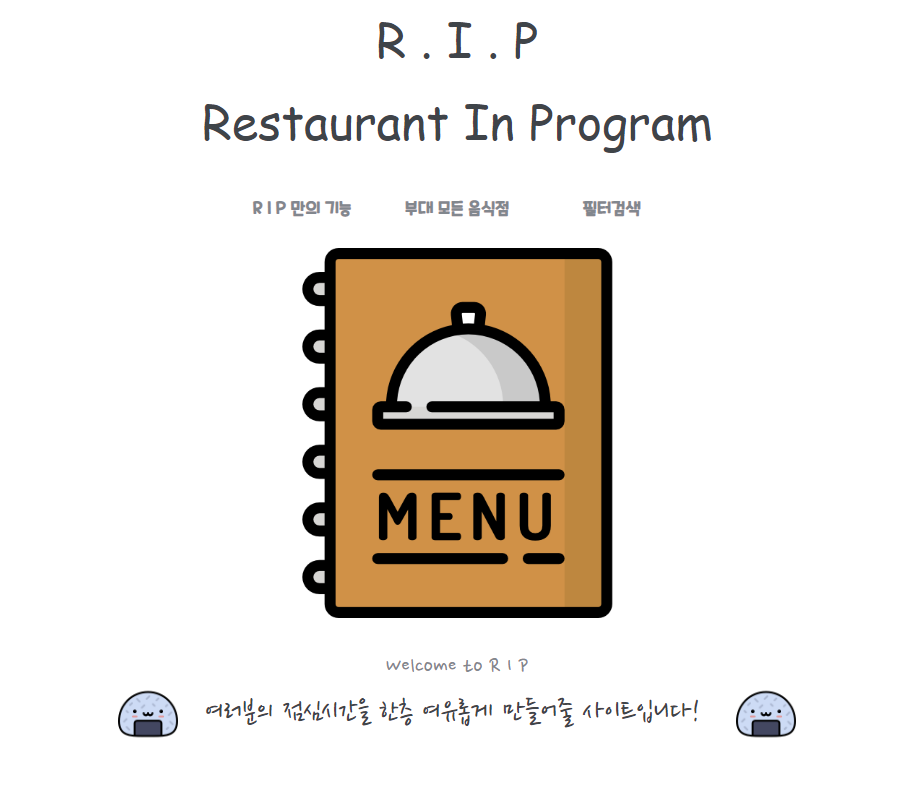 R . I . P
Restaurant In Program
R I P 만의 기능 부대 모든 음식점 필터검색
MENU
Welcome to R I P
여러분의 점심시간을 한층 여유롭게 만들어줄 사이트입니다!